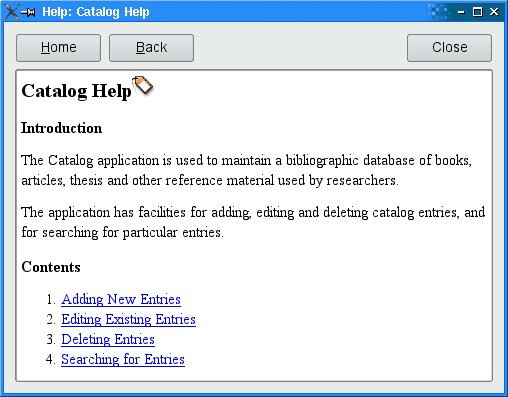 Help: Catalog Help
Home Back Close
Catalog Help
Introduction
The Catalog application is used to maintain a bibliographic database of books,
articles, thesis and other reference material used by researchers.
The application has facilities for adding, editing and deleting catalog entries, and
for searching for particular entries.
Contents
1. Adding New Entries
2. Editing Existing Entries
3. Deleting Entries
4. Searching for Entries